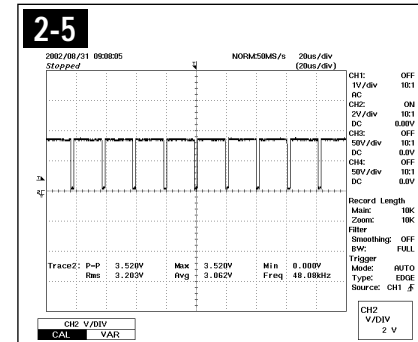 2-5
2002/08/31 09:08:05 NORM:50MS/s 20us/div
Stopped (20us/div)
CH1: OFF
1V/div 10:1
AC
CH2: ON
2V/div 10:1
DC 0.00V
CH3: OFF
50V/div 10:1
DC 0.0V
CH4: OFF
50V/div 10:1
DC 0.0V
Record Length
Main: 10K
Zoom: 10K
Filter
Smoothing: OFF
BW: FULL
Trigger
Mode: AUTO
Type: EDGE
Source: CH1
Trace2: P-P 3.520V Max 3.520V Min 0.000V
Rms 3.203V Avg 3.062V Freq 48.08kHz
CH2 V/DIV
CAL VAR
CH2
V/DIV
2 V